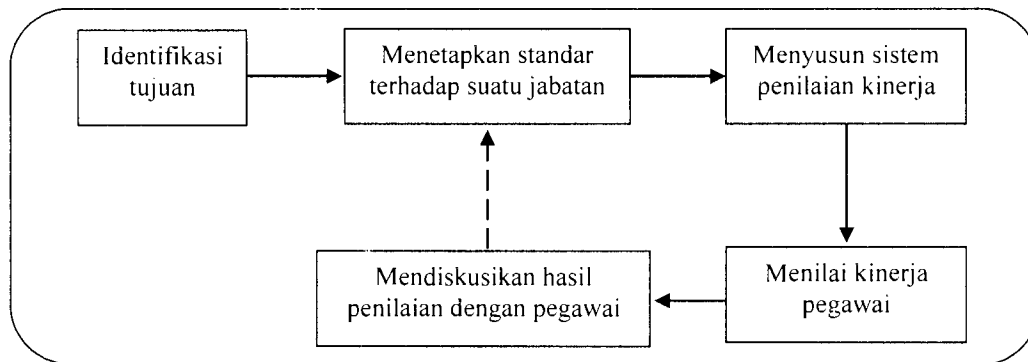 Identifikasi
tujuan
Menetapkan standar
terhadap suatu jabatan
Menyusun sistem
penilaian kinerja
Menilai kinerja
pegawai
Mendiskusikan hasil
penilaian dengan pegawai